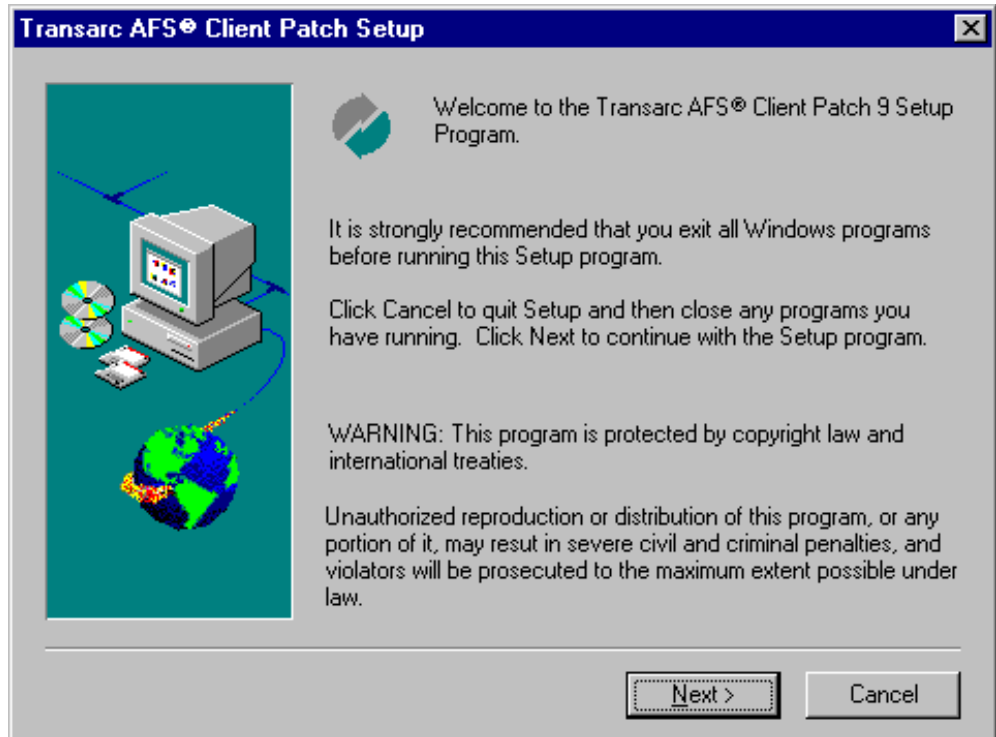 Transarc AFS® Client Patch Setup
Welcome to the Transarc AFS® Client Patch 9 Setup
Program.
It is strongly recommended that you exit all Windows programs
before running this Setup program.
Click Cancel to quit Setup and then close any programs you
have running.  Click Next to continue with the Setup program.
WARNING: This program is protected by copyright law and
international treaties.
Unauthorized reproduction or distribution of this program, or any
portion of it, may resut in severe civil and criminal penalties, and
violators will be prosecuted to the maximum extent possible under
law.
Next >
Cancel